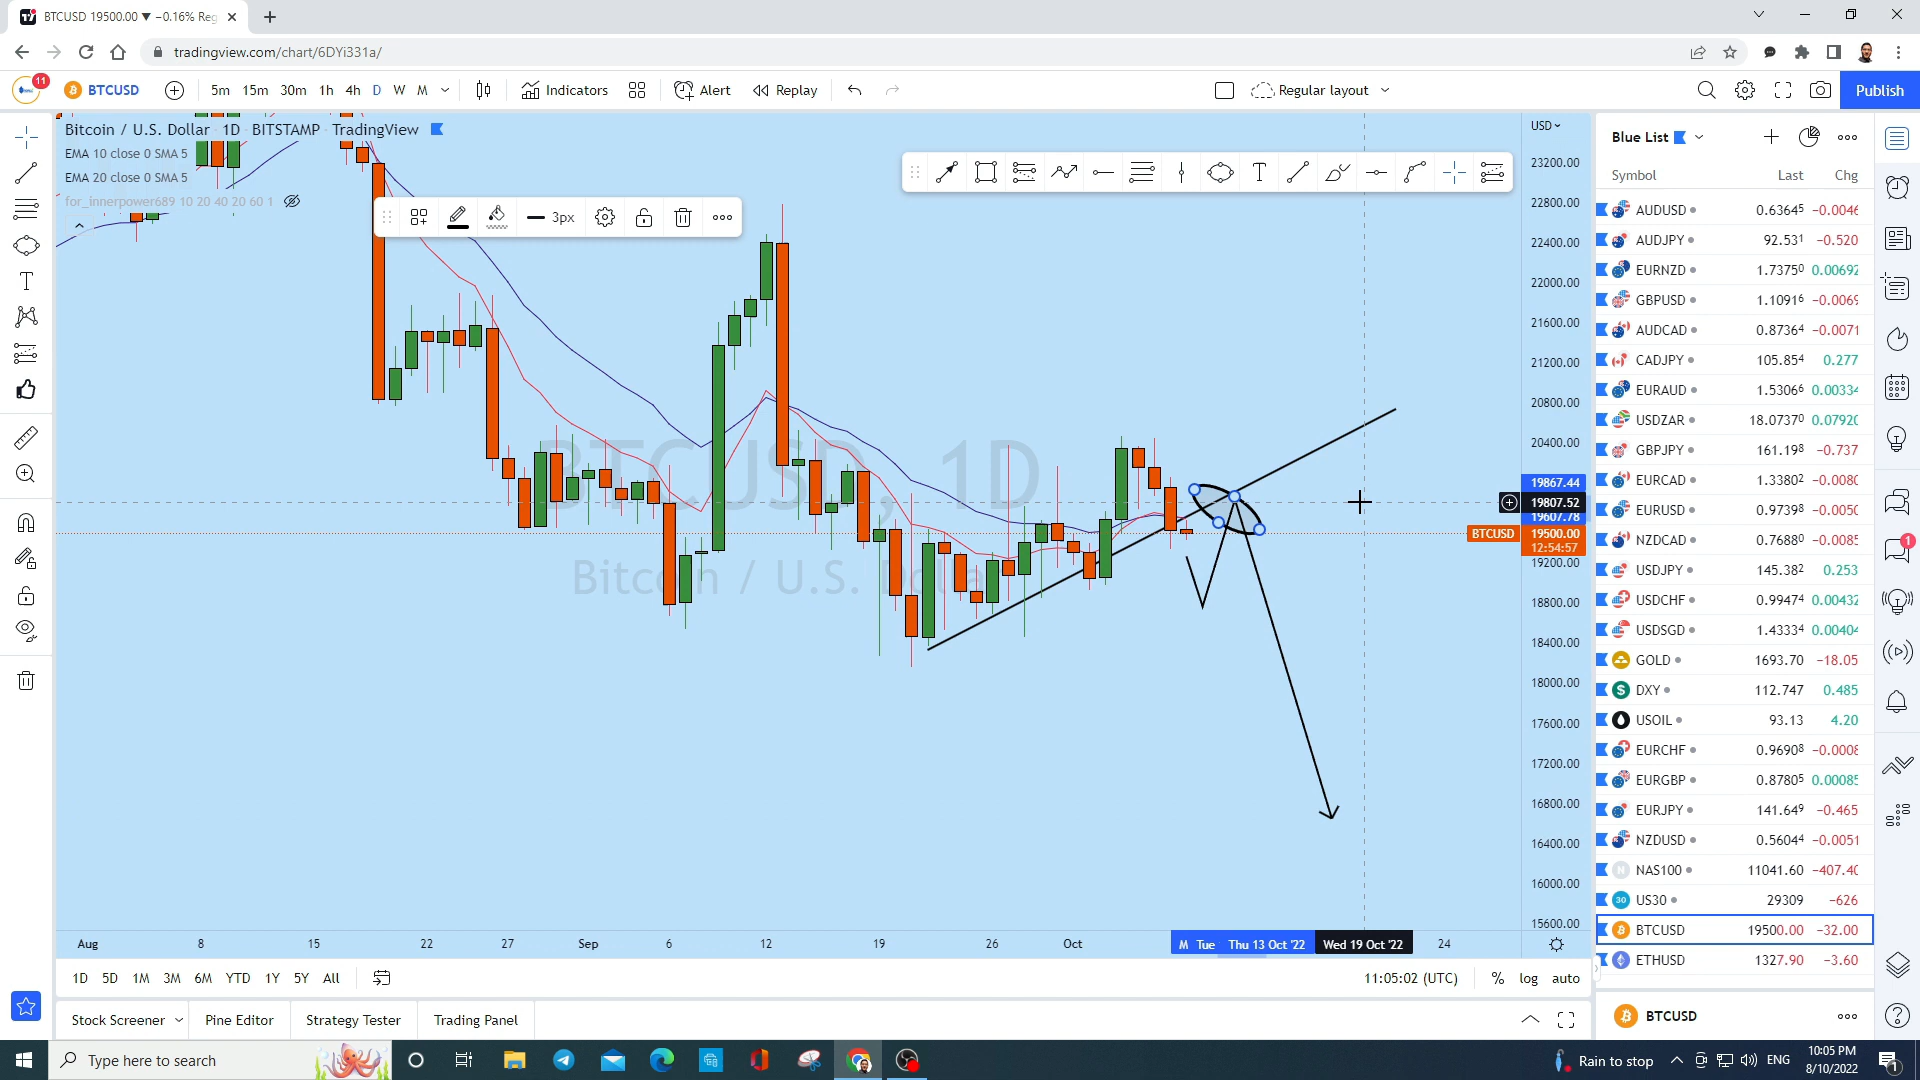 BTCUSD 19500.00 ▼ −0.16% Reg
tradingview.com/chart/6DYi331a/
11
BTCUSD
5m 15m 30m 1h 4h D W M
Indicators
Alert
Replay
Regular layout
Publish
Bitcoin / U.S. Dollar 1D BITSTAMP TradingView
EMA 10 close 0 SMA 5
EMA 20 close 0 SMA 5
for_innerpower689 10 20 40 20 60 1
3px
BTCUSD, 1D
Bitcoin / U.S. Dollar
USD
23200.00
22800.00
22400.00
22000.00
21600.00
21200.00
20800.00
20400.00
19867.44
19807.52
19607.78
BTCUSD 19500.00
12:54:57
19200.00
18800.00
18400.00
18000.00
17600.00
17200.00
16800.00
16400.00
16000.00
15600.00
Aug 8 15 22 27 Sep 6 12 19 26 Oct M Tue Thu 13 Oct '22 Wed 19 Oct '22 24
1D 5D 1M 3M 6M YTD 1Y 5Y All
11:05:02 (UTC) % log auto
Stock Screener Pine Editor Strategy Tester Trading Panel
Blue List
Symbol Last Chg
AUDUSD 0.63645 −0.0046
AUDJPY 92.531 −0.520
EURNZD 1.73750 0.00692
GBPUSD 1.10916 −0.0069
AUDCAD 0.87364 −0.0071
CADJPY 105.854 0.277
EURAUD 1.53066 0.00334
USDZAR 18.07370 0.07920
GBPJPY 161.198 −0.737
EURCAD 1.33802 −0.0080
EURUSD 0.97398 −0.0050
NZDCAD 0.76880 −0.0085
USDJPY 145.382 0.253
USDCHF 0.99474 0.00432
USDSGD 1.43334 0.00404
GOLD 1693.70 −18.05
DXY 112.747 0.485
USOIL 93.13 4.20
EURCHF 0.96908 −0.0008
EURGBP 0.87805 0.00085
EURJPY 141.649 −0.465
NZDUSD 0.56044 −0.0051
NAS100 11041.60 −407.40
US30 29309 −626
BTCUSD 19500.00 −32.00
ETHUSD 1327.90 −3.60
BTCUSD
1
Type here to search
Rain to stop
ENG
10:05 PM
8/10/2022
1